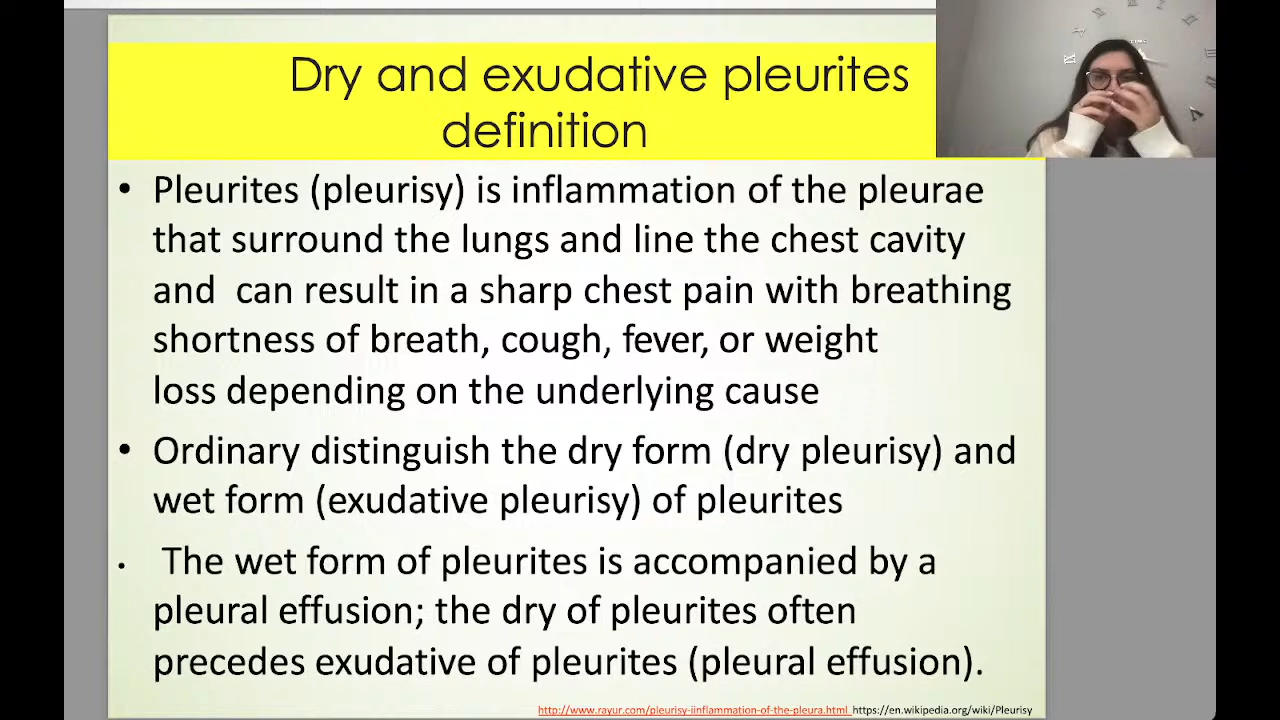 Dry and exudative pleurites
definition
• Pleurites (pleurisy) is inflammation of the pleurae
that surround the lungs and line the chest cavity
and  can result in a sharp chest pain with breathing
shortness of breath, cough, fever, or weight
loss depending on the underlying cause
• Ordinary distinguish the dry form (dry pleurisy) and
wet form (exudative pleurisy) of pleurites
•  The wet form of pleurites is accompanied by a
pleural effusion; the dry of pleurites often
precedes exudative of pleurites (pleural effusion).
http://www.rayur.com/pleurisy-iinflammation-of-the-pleura.html https://en.wikipedia.org/wiki/Pleurisy